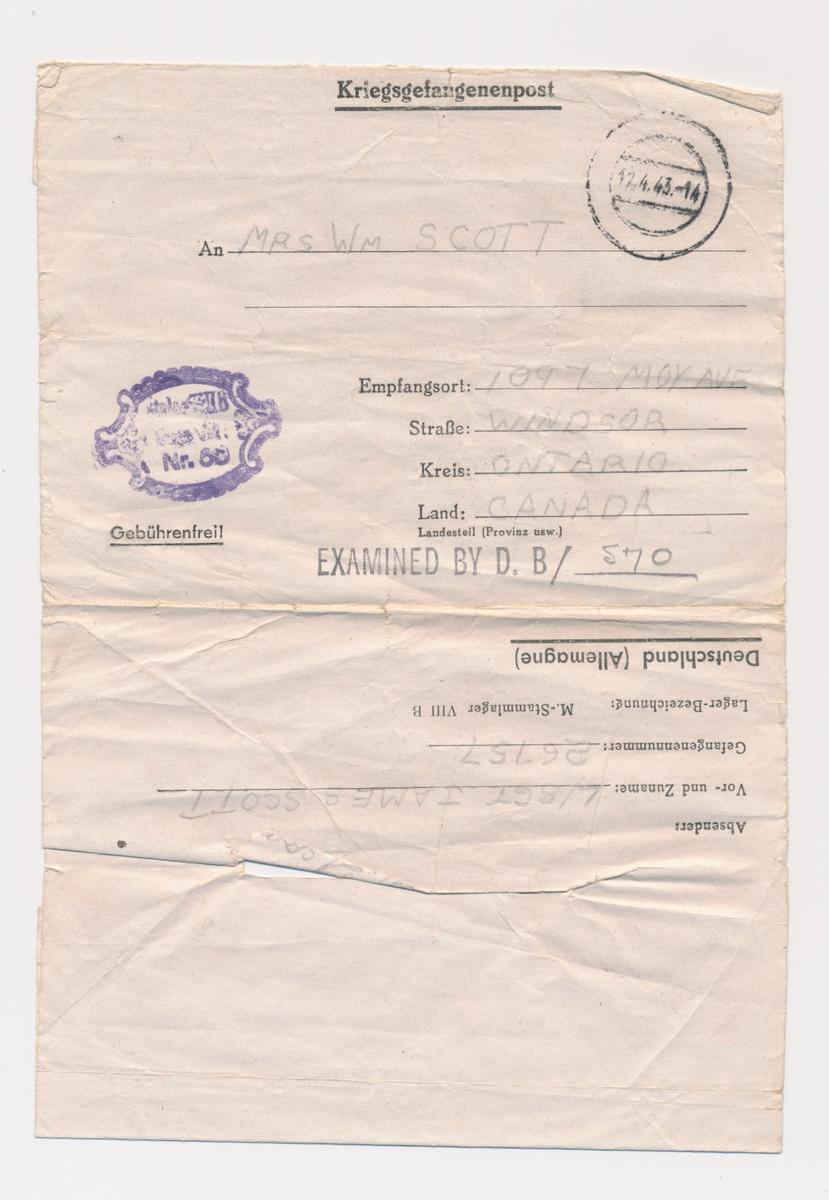 Kriegsgefangenenpost
12.4.43.-14
An MRS WM SCOTT
Empfangsort: 1097 MOY AVE
Straße: WINDSOR
Kreis: ONTARIO
Land: CANADA
Landesteil (Provinz usw.)
VIII B
Nr. 60
Gebührenfrei!
EXAMINED BY D. B/ 570
Deutschland (Allemagne)
Lager-Bezeichnung: M.-Stammlager VIII B
Gefangenennummer: 26757
Vor- und Zuname: W/SGT JAMES SCOTT
Absender: